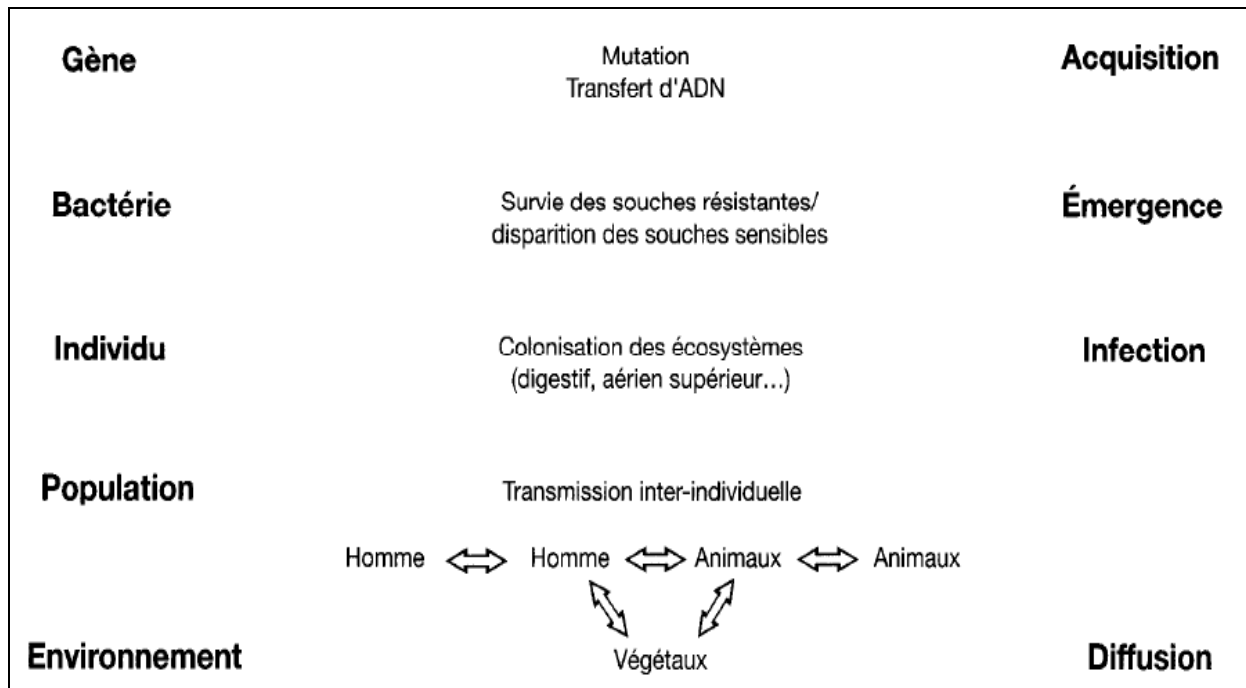 Gène Mutation Acquisition
Transfert d'ADN
Bactérie Survie des souches résistantes/ Émergence
disparition des souches sensibles
Individu Colonisation des écosystèmes Infection
(digestif, aérien supérieur...)
Population Transmission inter-individuelle
Homme Homme Animaux Animaux
Environnement Végétaux Diffusion